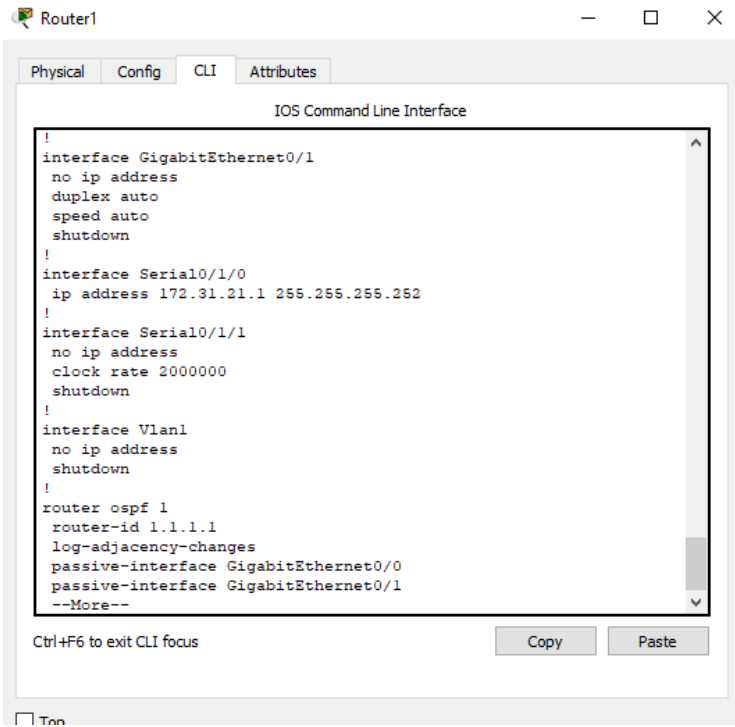 Router1
Physical Config CLI Attributes
IOS Command Line Interface
!
interface GigabitEthernet0/1
 no ip address
 duplex auto
 speed auto
 shutdown
!
interface Serial0/1/0
 ip address 172.31.21.1 255.255.255.252
!
interface Serial0/1/1
 no ip address
 clock rate 2000000
 shutdown
!
interface Vlan1
 no ip address
 shutdown
!
router ospf 1
 router-id 1.1.1.1
 log-adjacency-changes
 passive-interface GigabitEthernet0/0
 passive-interface GigabitEthernet0/1
 --More--
Ctrl+F6 to exit CLI focus Copy Paste
Top